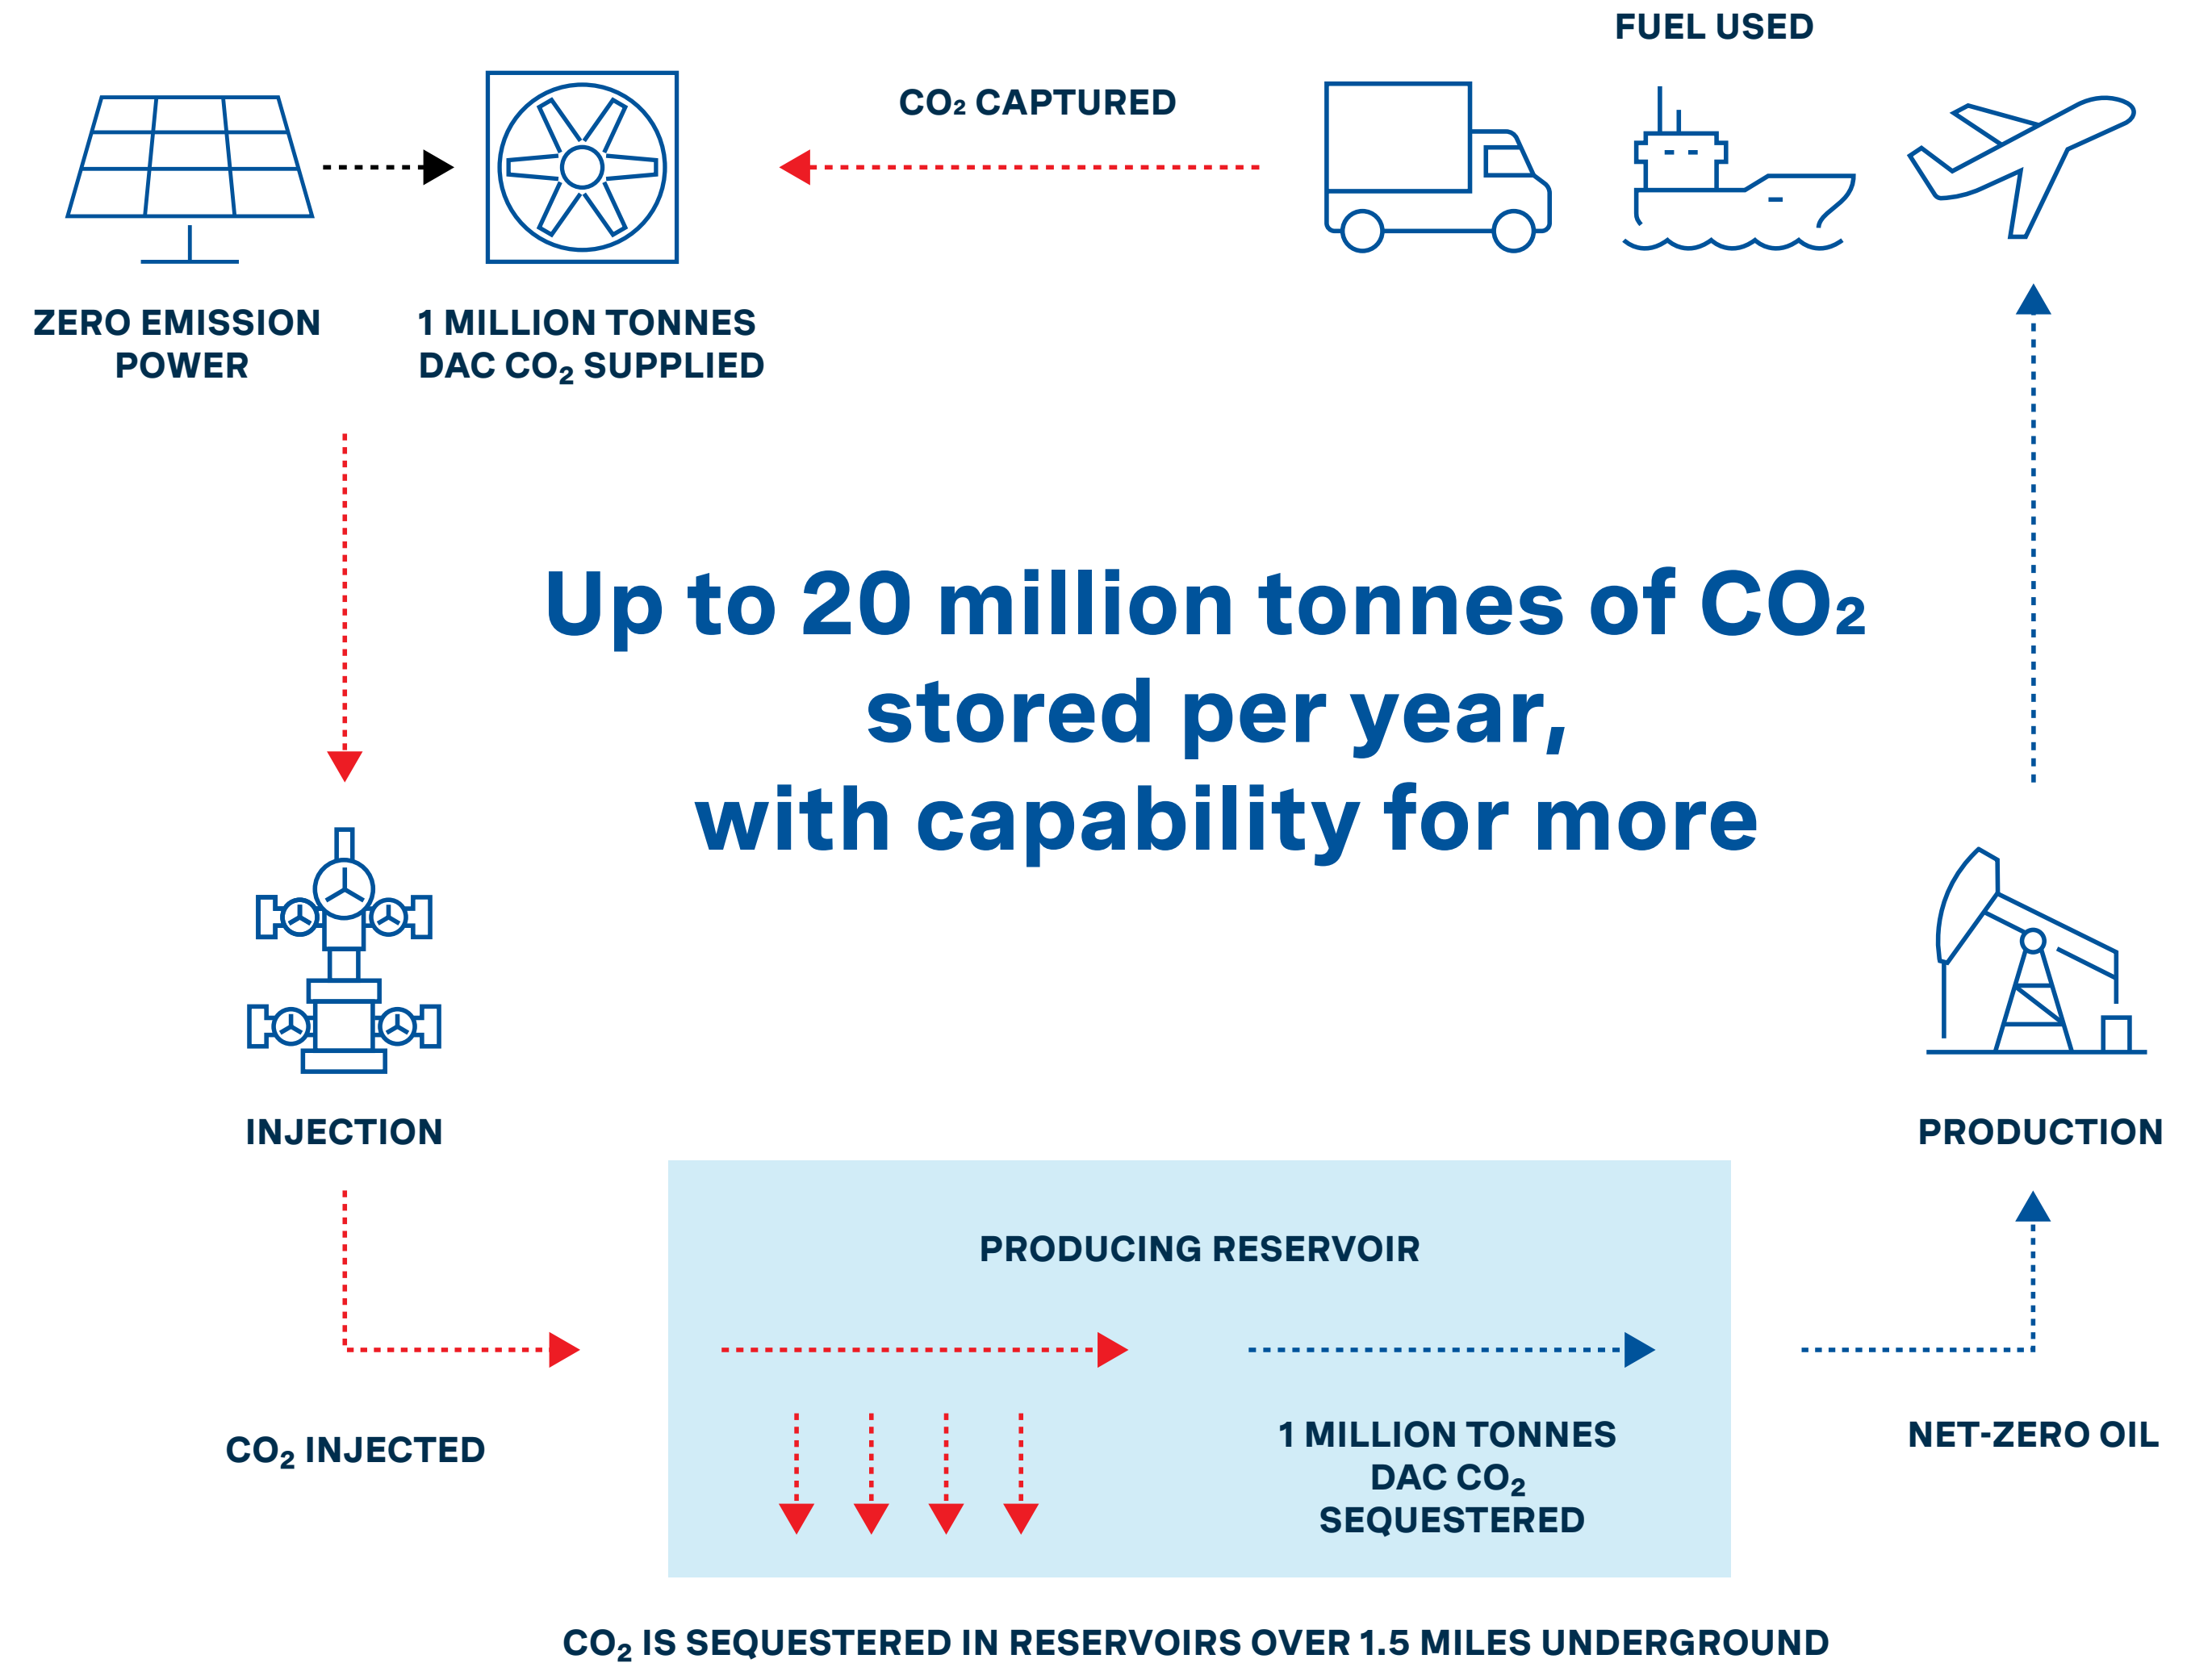 FUEL USED
CO₂ CAPTURED
ZERO EMISSION
POWER
1 MILLION TONNES
DAC CO₂ SUPPLIED
Up to 20 million tonnes of CO₂
stored per year,
with capability for more
INJECTION
PRODUCTION
PRODUCING RESERVOIR
CO₂ INJECTED
1 MILLION TONNES
DAC CO₂
SEQUESTERED
NET-ZERO OIL
CO₂ IS SEQUESTERED IN RESERVOIRS OVER 1.5 MILES UNDERGROUND